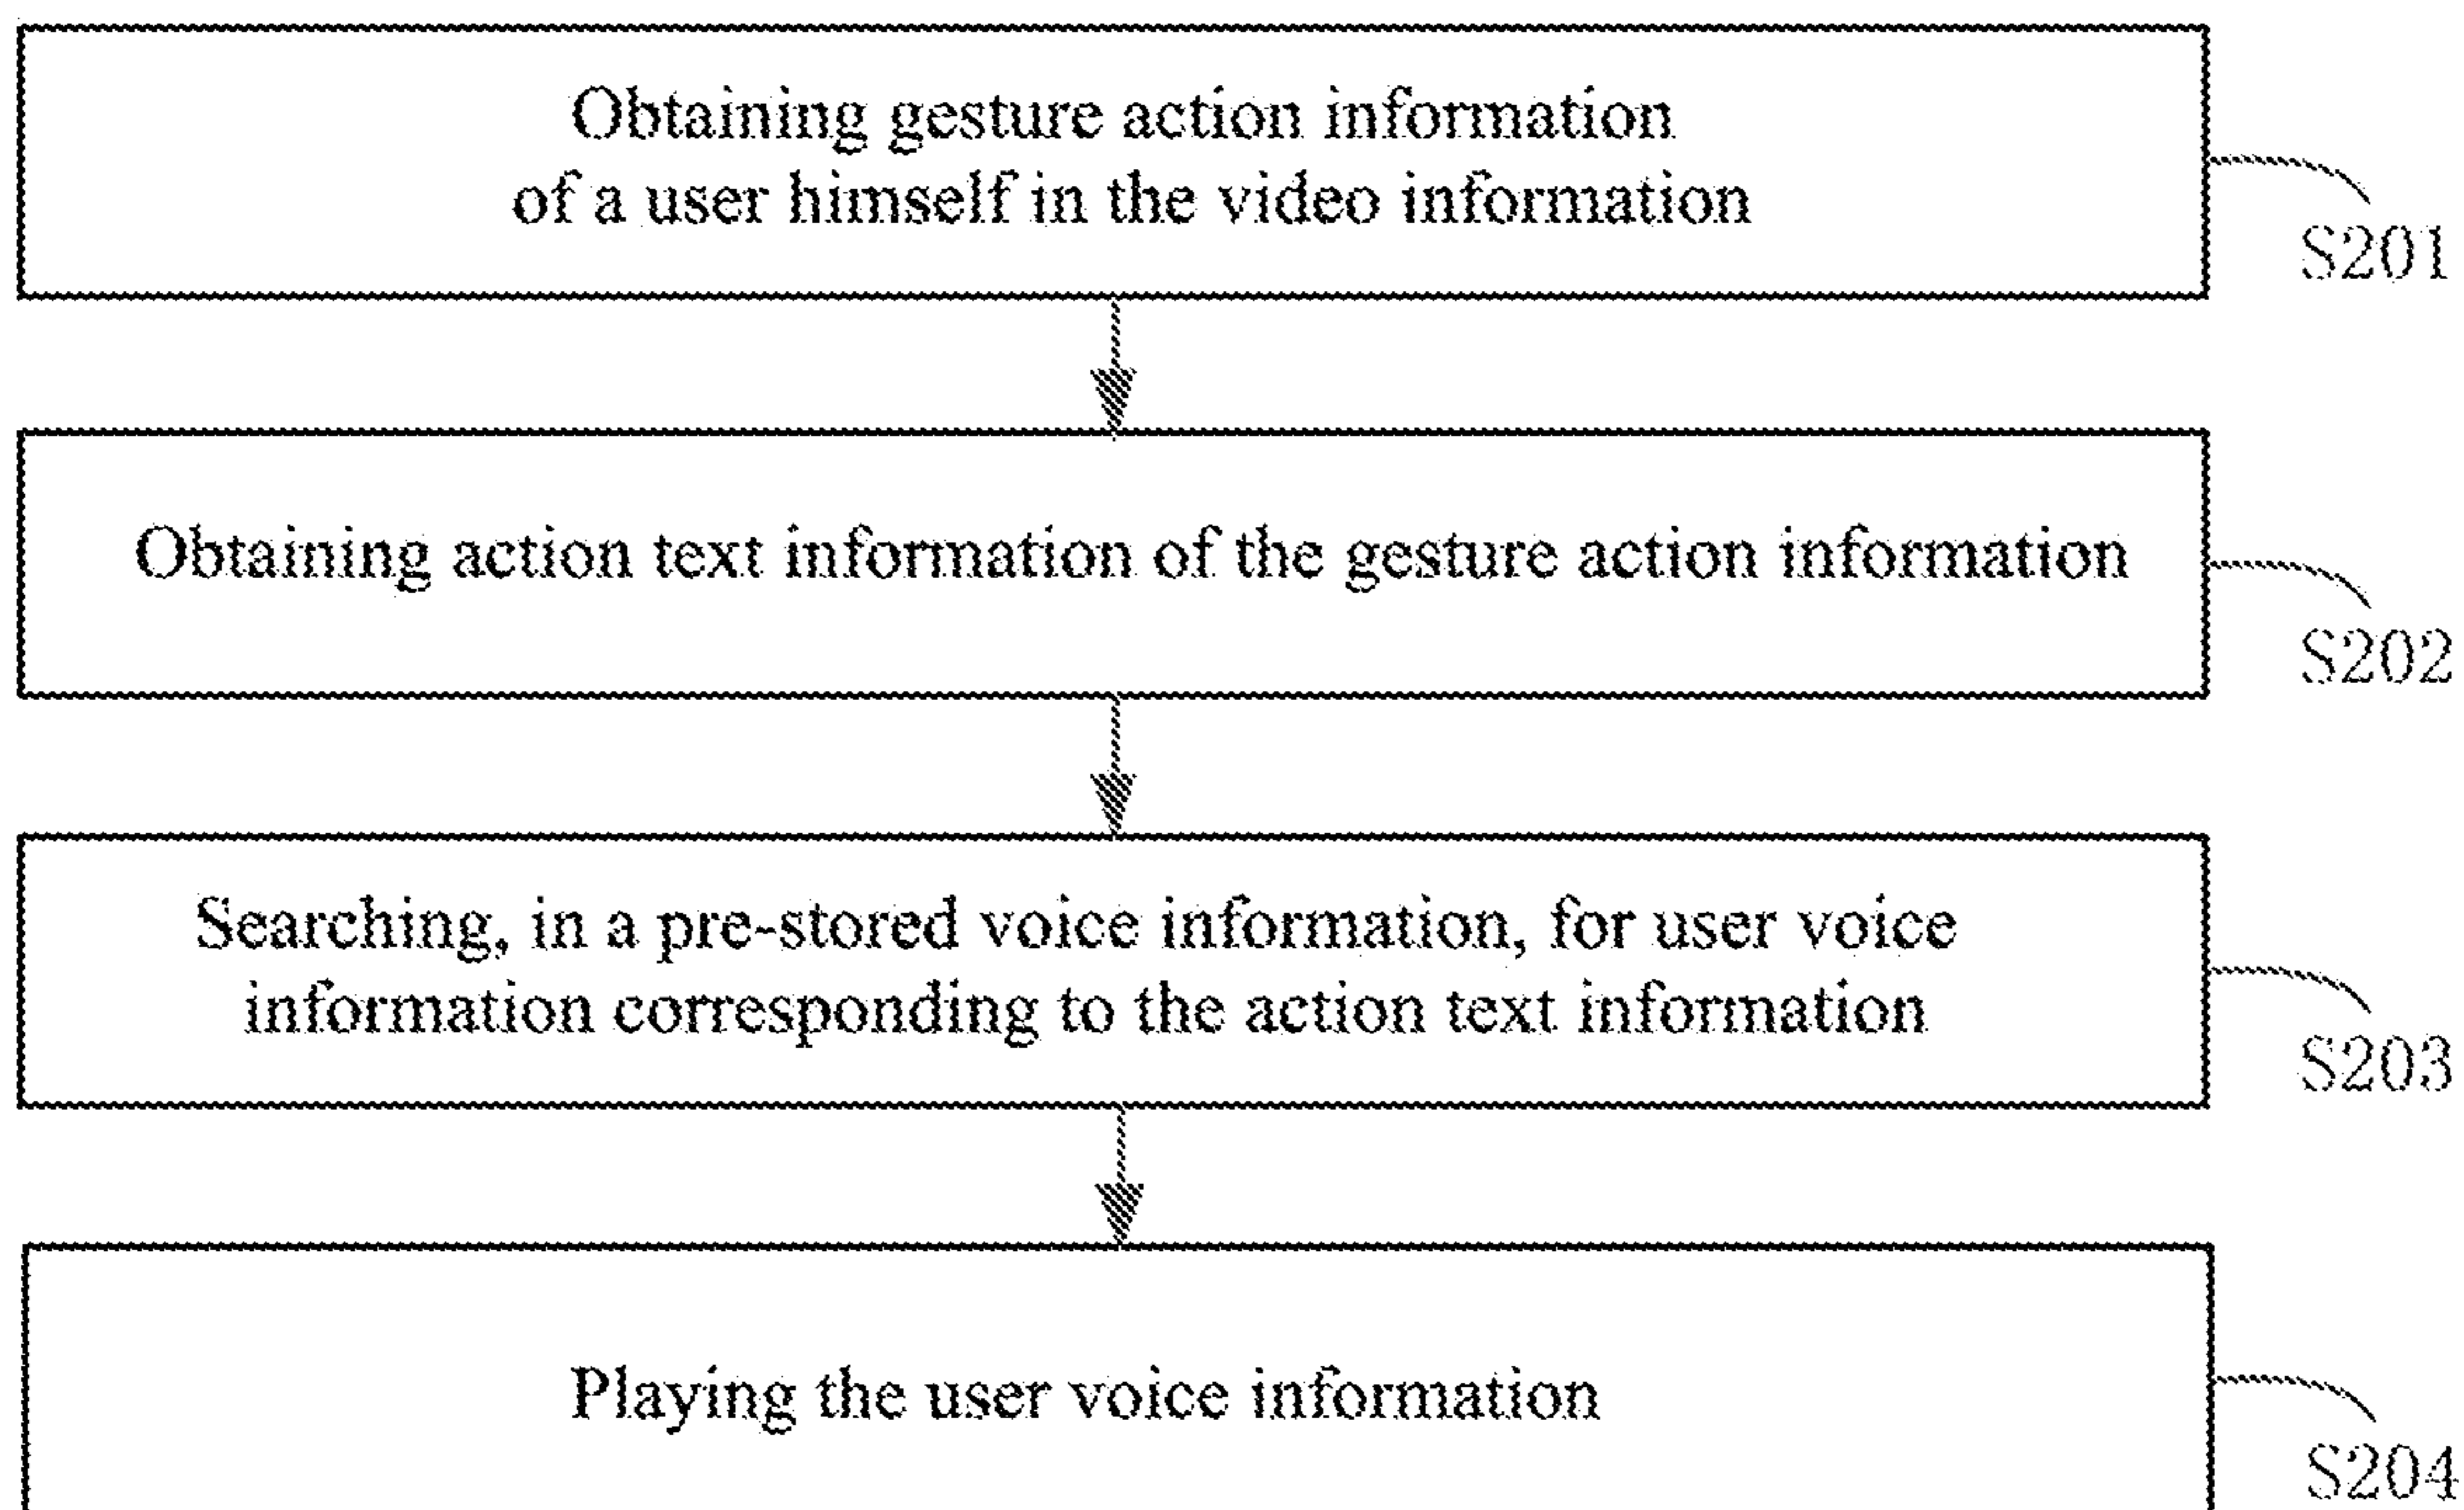 Obtaining gesture action information
of a user himself in the video information
S201
Obtaining action text information of the gesture action information
S202
Searching, in a pre-stored voice information, for user voice
information corresponding to the action text information
S203
Playing the user voice information
S204